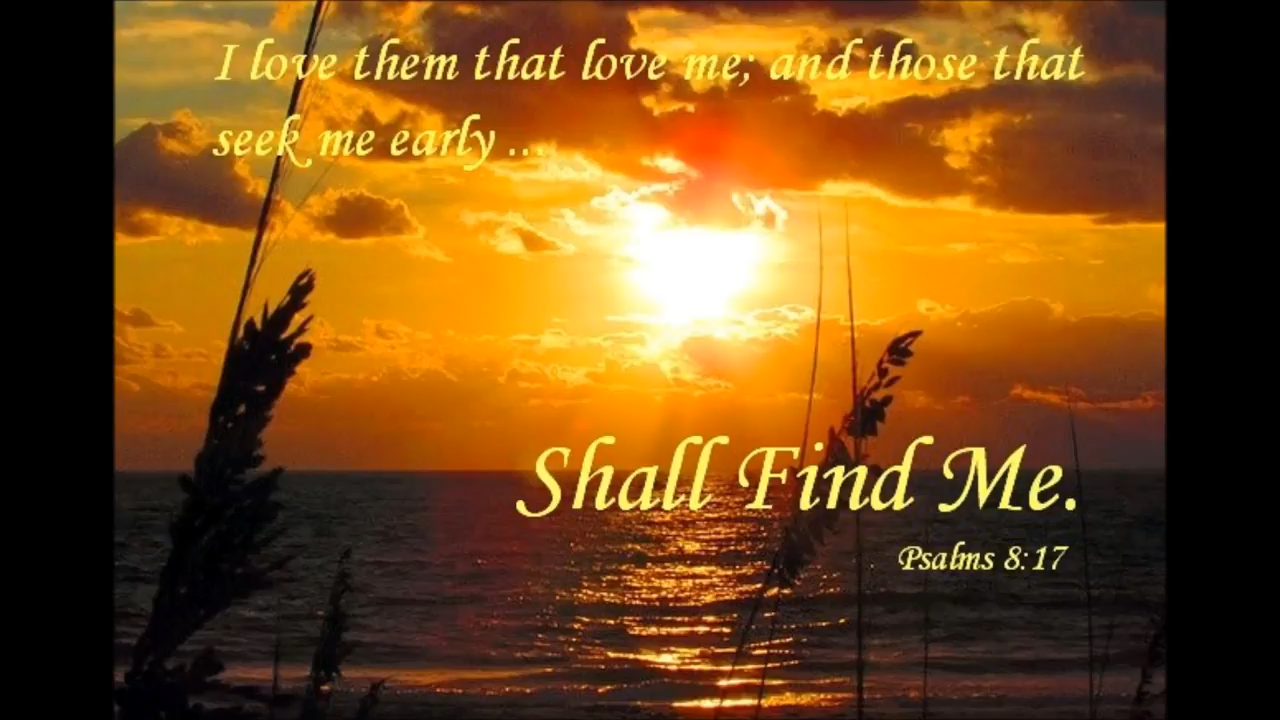 I love them that love me; and those that
seek me early ...
Shall Find Me.
Psalms 8:17